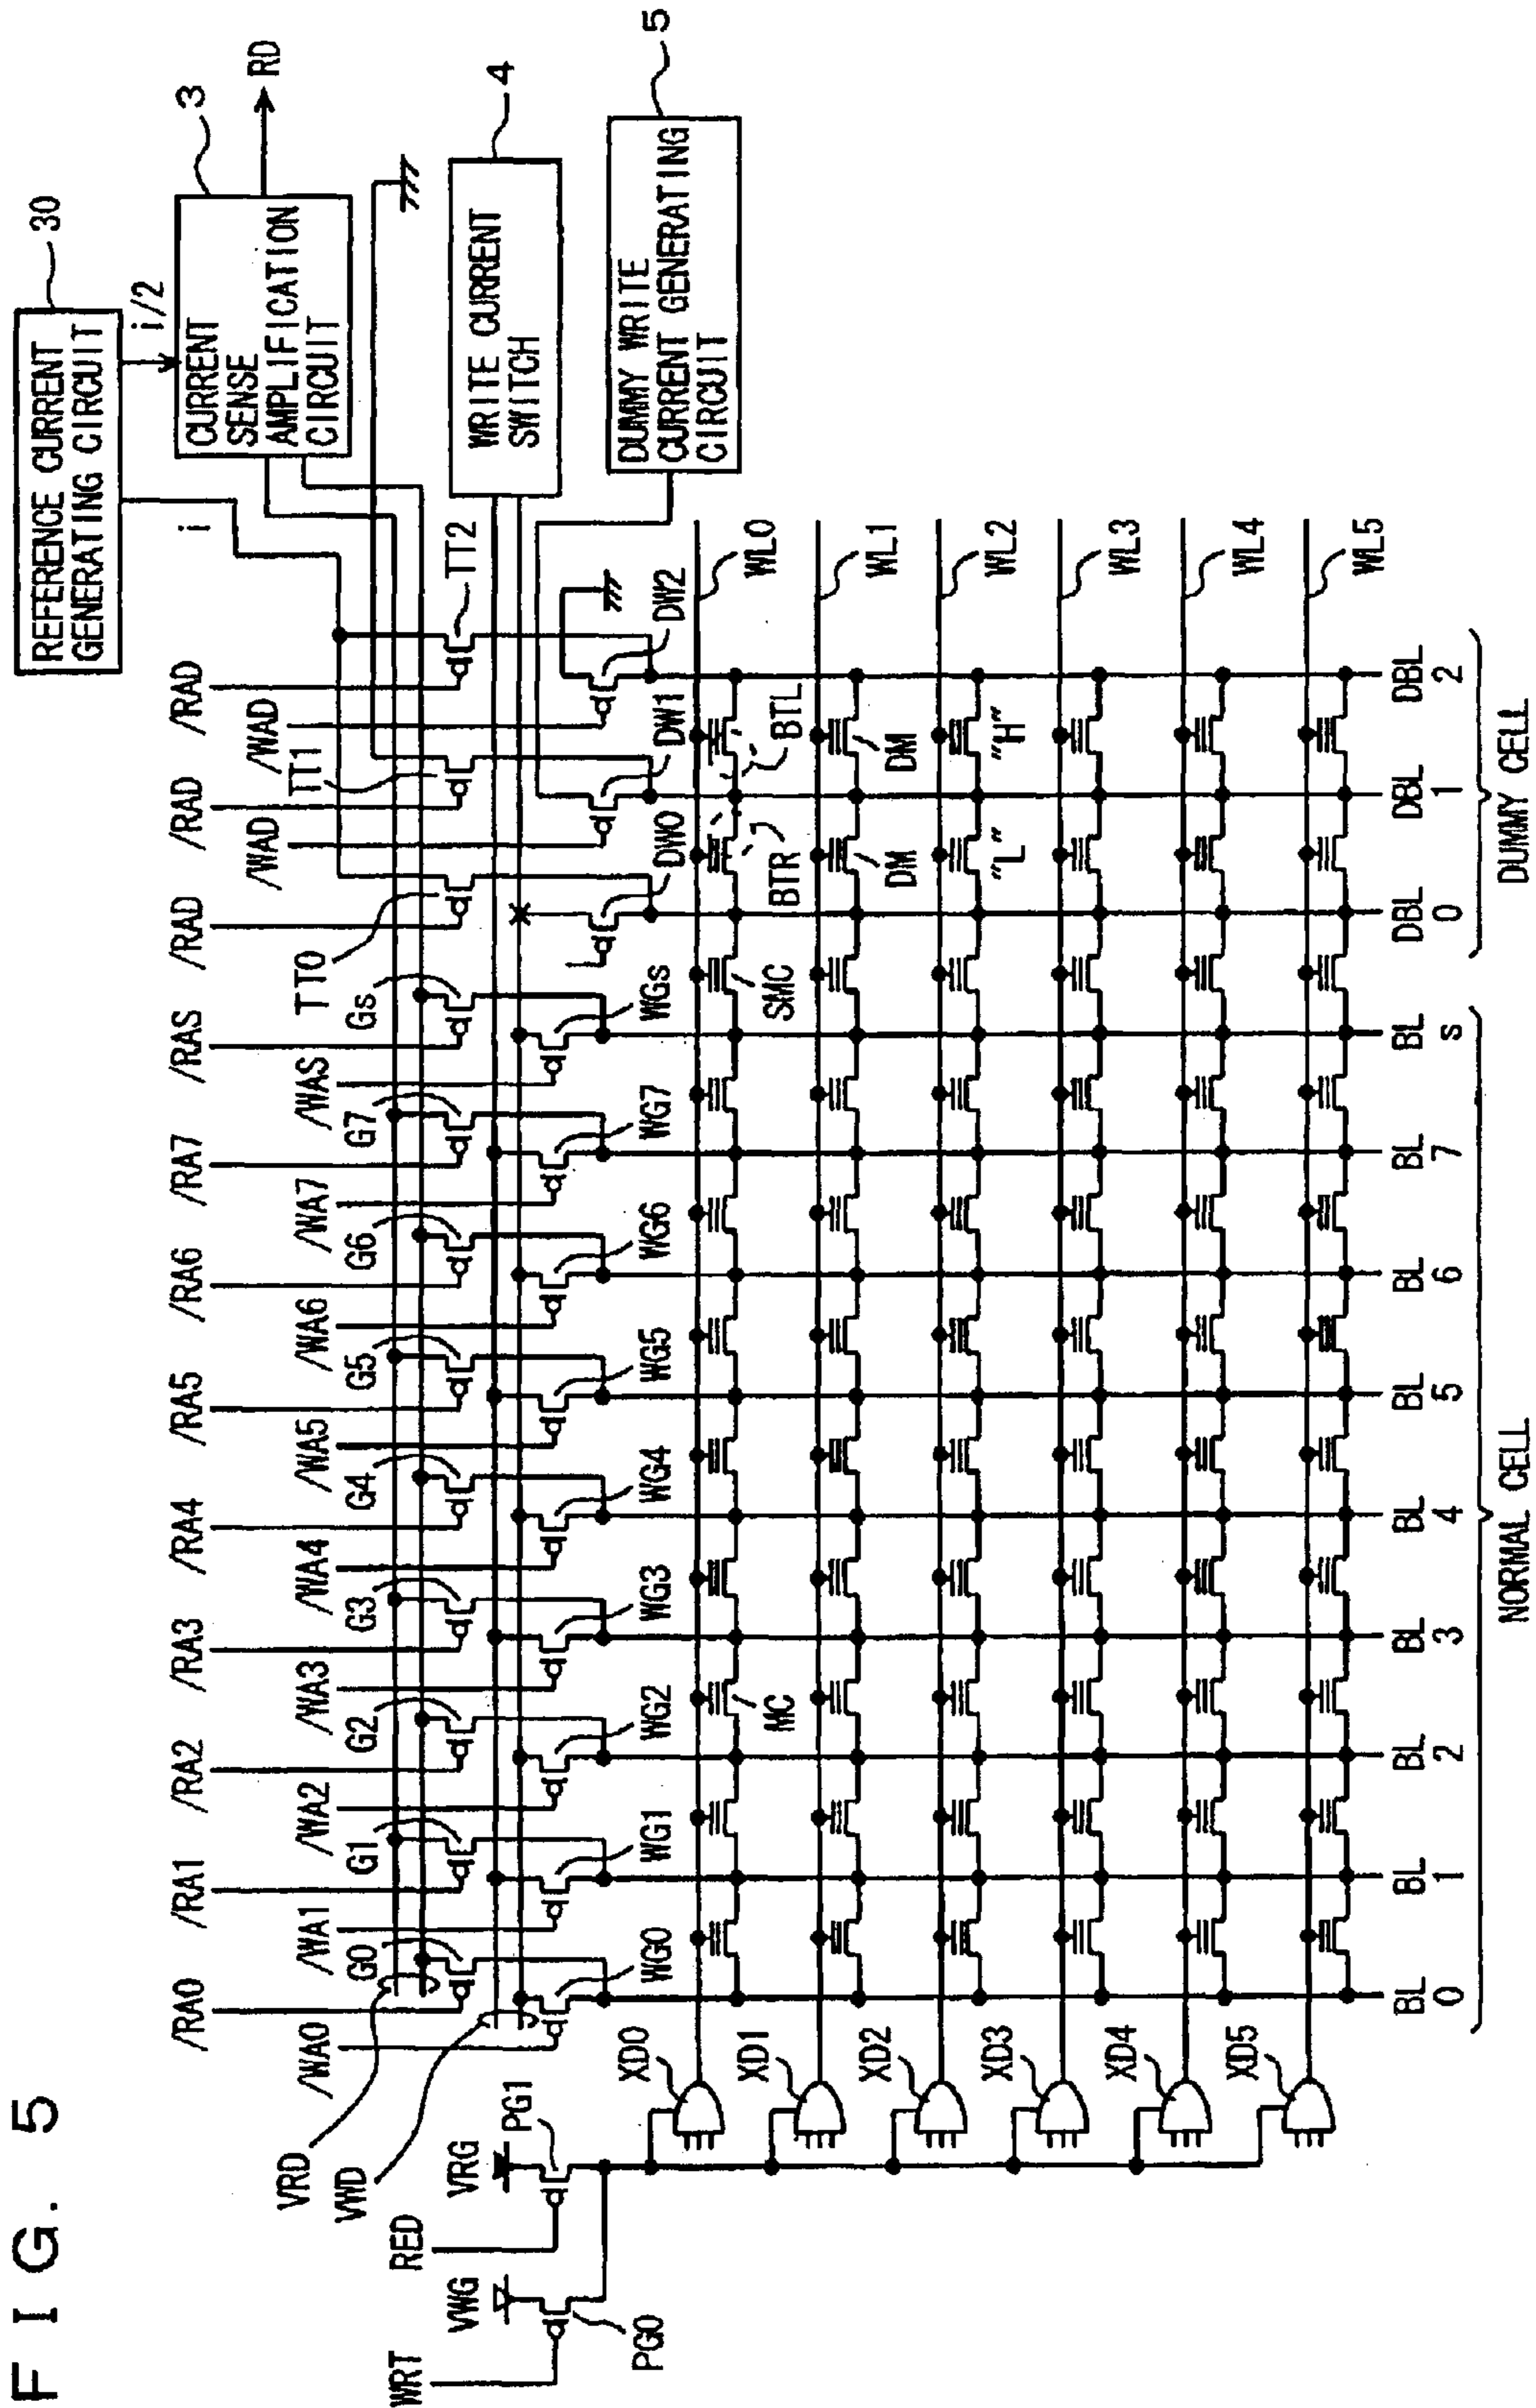 FIG. 5
REFERENCE CURRENT
GENERATING CIRCUIT
30
i
i/2
CURRENT
SENSE
AMPLIFICATION
CIRCUIT
3
RD
WRITE CURRENT
SWITCH
4
DUMMY WRITE
CURRENT GENERATING
CIRCUIT
5
/RA0 /RA1 /RA2 /RA3 /RA4 /RA5 /RA6 /RA7 /RAS /RAD /RAD /RAD
/WA0 /WA1 /WA2 /WA3 /WA4 /WA5 /WA6 /WA7 /WAS /WAD /WAD
G0 G1 G2 G3 G4 G5 G6 G7 Gs TT0 TT1 TT2
VRD
VWD
WG0 WG1 WG2 WG3 WG4 WG5 WG6 WG7 WGs DW0 DW1 DW2
WRT
VWG
PG0
RED
VRG
PG1
XD0
WL0
MC
SMC
BTR
BTL
XD1
WL1
DM
DM
XD2
WL2
"L"
"H"
XD3
WL3
XD4
WL4
XD5
WL5
BL BL BL BL BL BL BL BL BL DBL DBL DBL
0 1 2 3 4 5 6 7 s 0 1 2
NORMAL CELL
DUMMY CELL